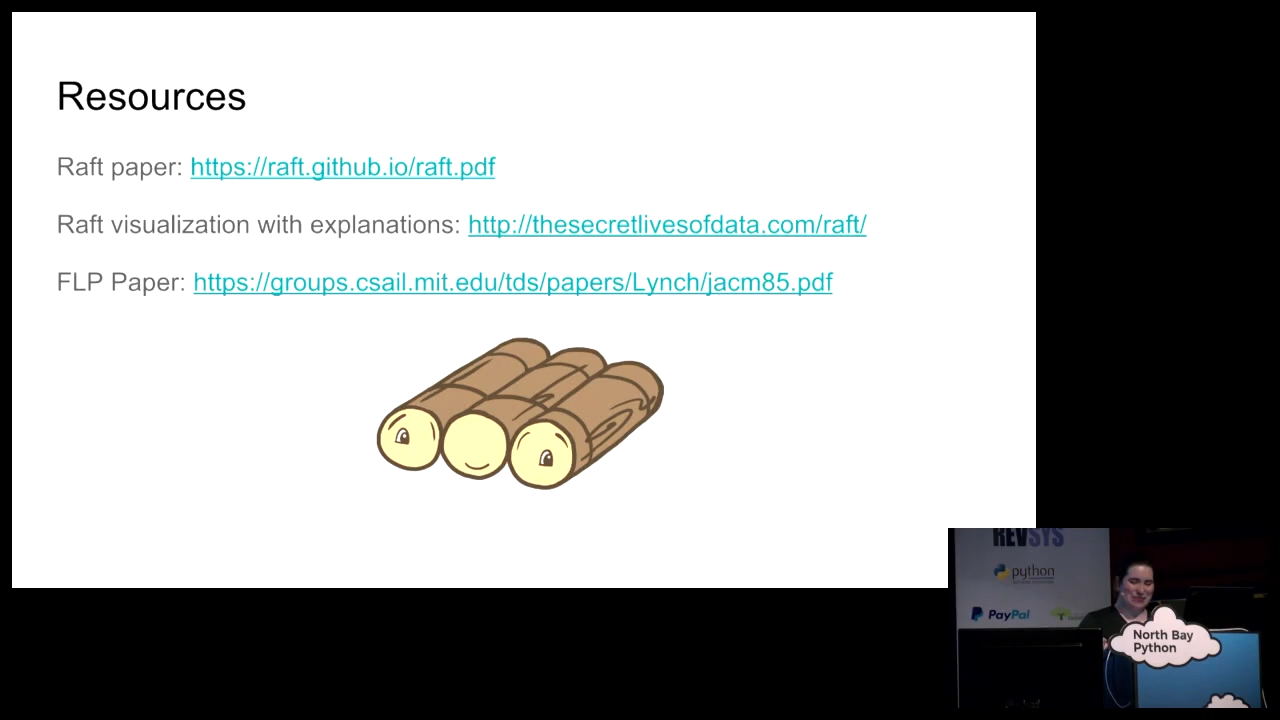 Resources
Raft paper: https://raft.github.io/raft.pdf
Raft visualization with explanations: http://thesecretlivesofdata.com/raft/
FLP Paper: https://groups.csail.mit.edu/tds/papers/Lynch/jacm85.pdf
REVSYS
python
PayPal
North Bay
Python